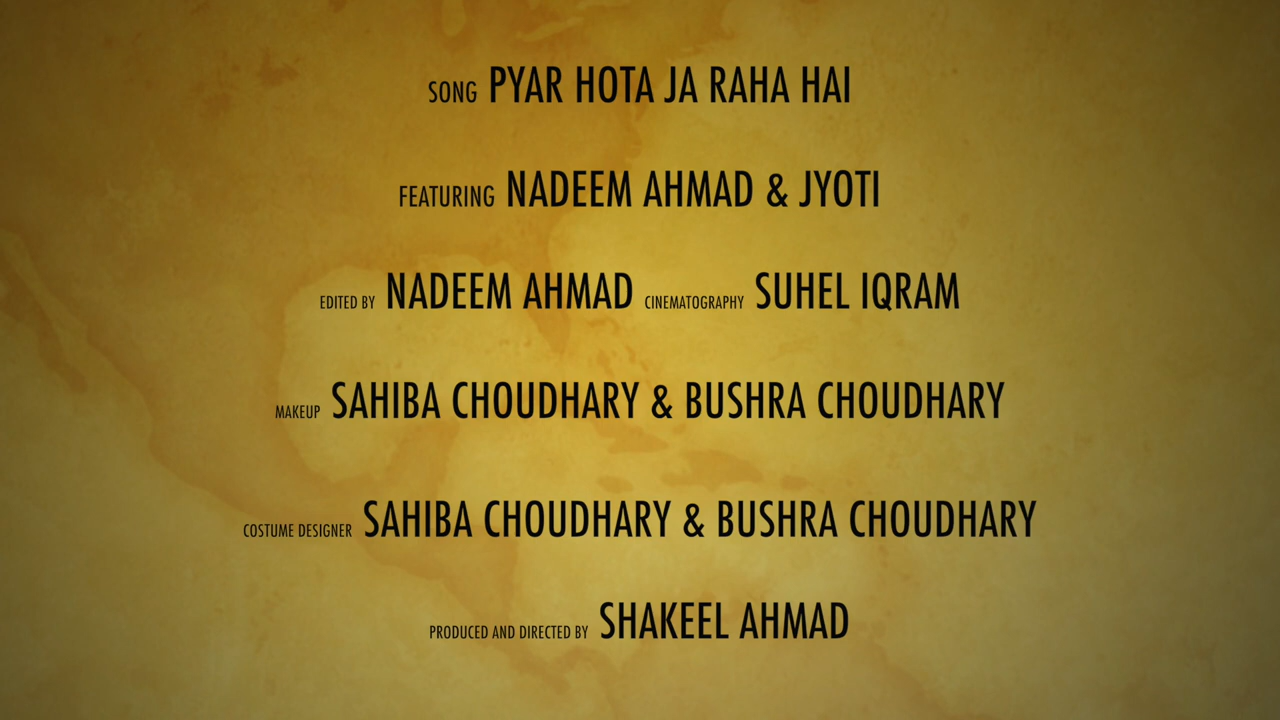 SONG PYAR HOTA JA RAHA HAI
FEATURING NADEEM AHMAD & JYOTI
EDITED BY NADEEM AHMAD CINEMATOGRAPHY SUHEL IQRAM
MAKEUP SAHIBA CHOUDHARY & BUSHRA CHOUDHARY
COSTUME DESIGNER SAHIBA CHOUDHARY & BUSHRA CHOUDHARY
PRODUCED AND DIRECTED BY SHAKEEL AHMAD